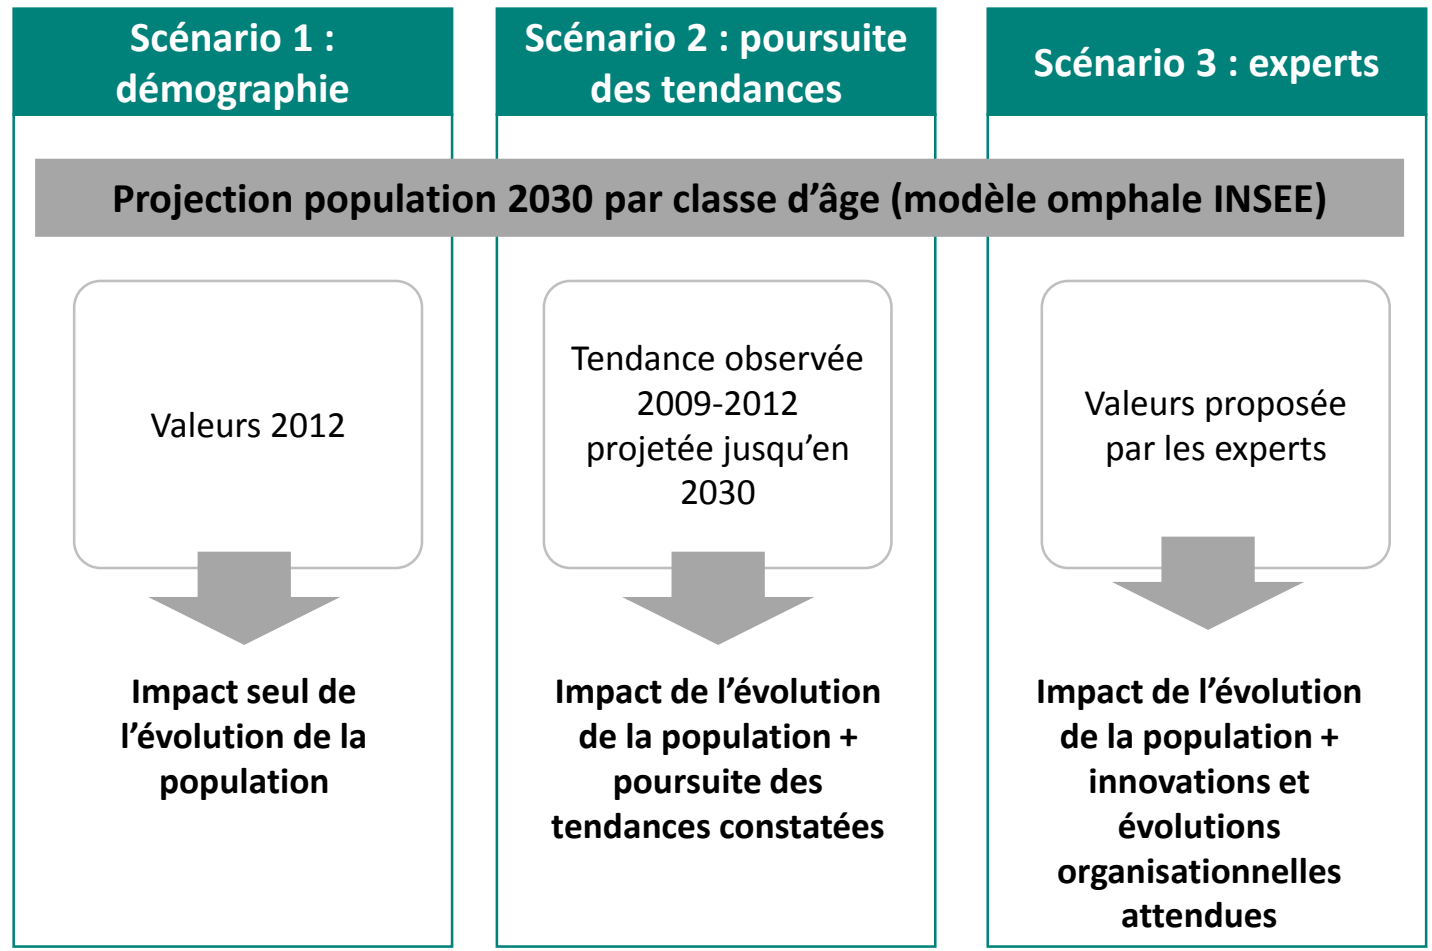 Scénario 1 :
démographie
Scénario 2 : poursuite
des tendances
Scénario 3 : experts
Projection population 2030 par classe d’âge (modèle omphale INSEE)
Valeurs 2012
Tendance observée
2009-2012
projetée jusqu’en
2030
Valeurs proposée
par les experts
Impact seul de
l’évolution de la
population
Impact de l’évolution
de la population +
poursuite des
tendances constatées
Impact de l’évolution
de la population +
innovations et
évolutions
organisationnelles
attendues